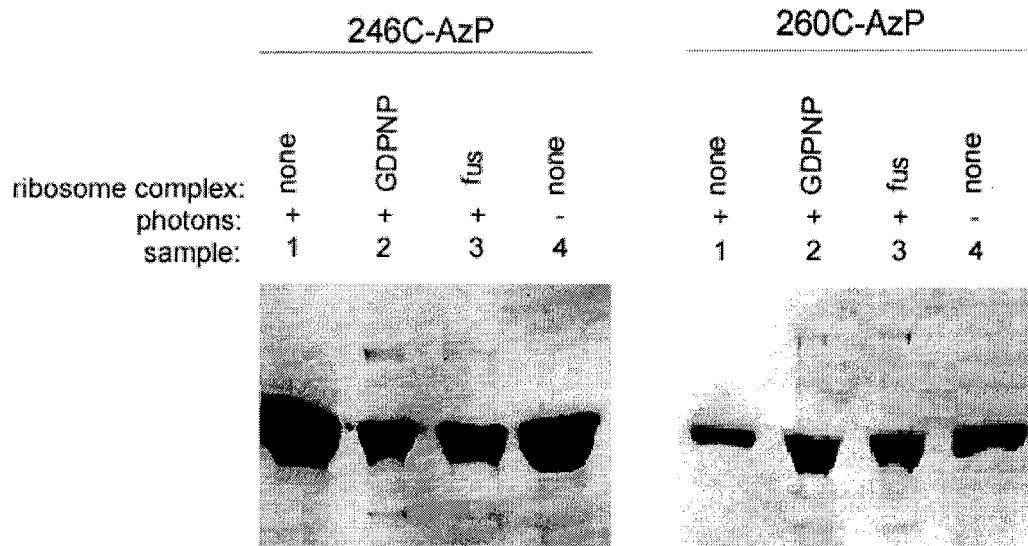 246C-AzP 260C-AzP
ribosome complex: none GDPNP fus none none GDPNP fus none
photons: + + + - + + + -
sample: 1 2 3 4 1 2 3 4